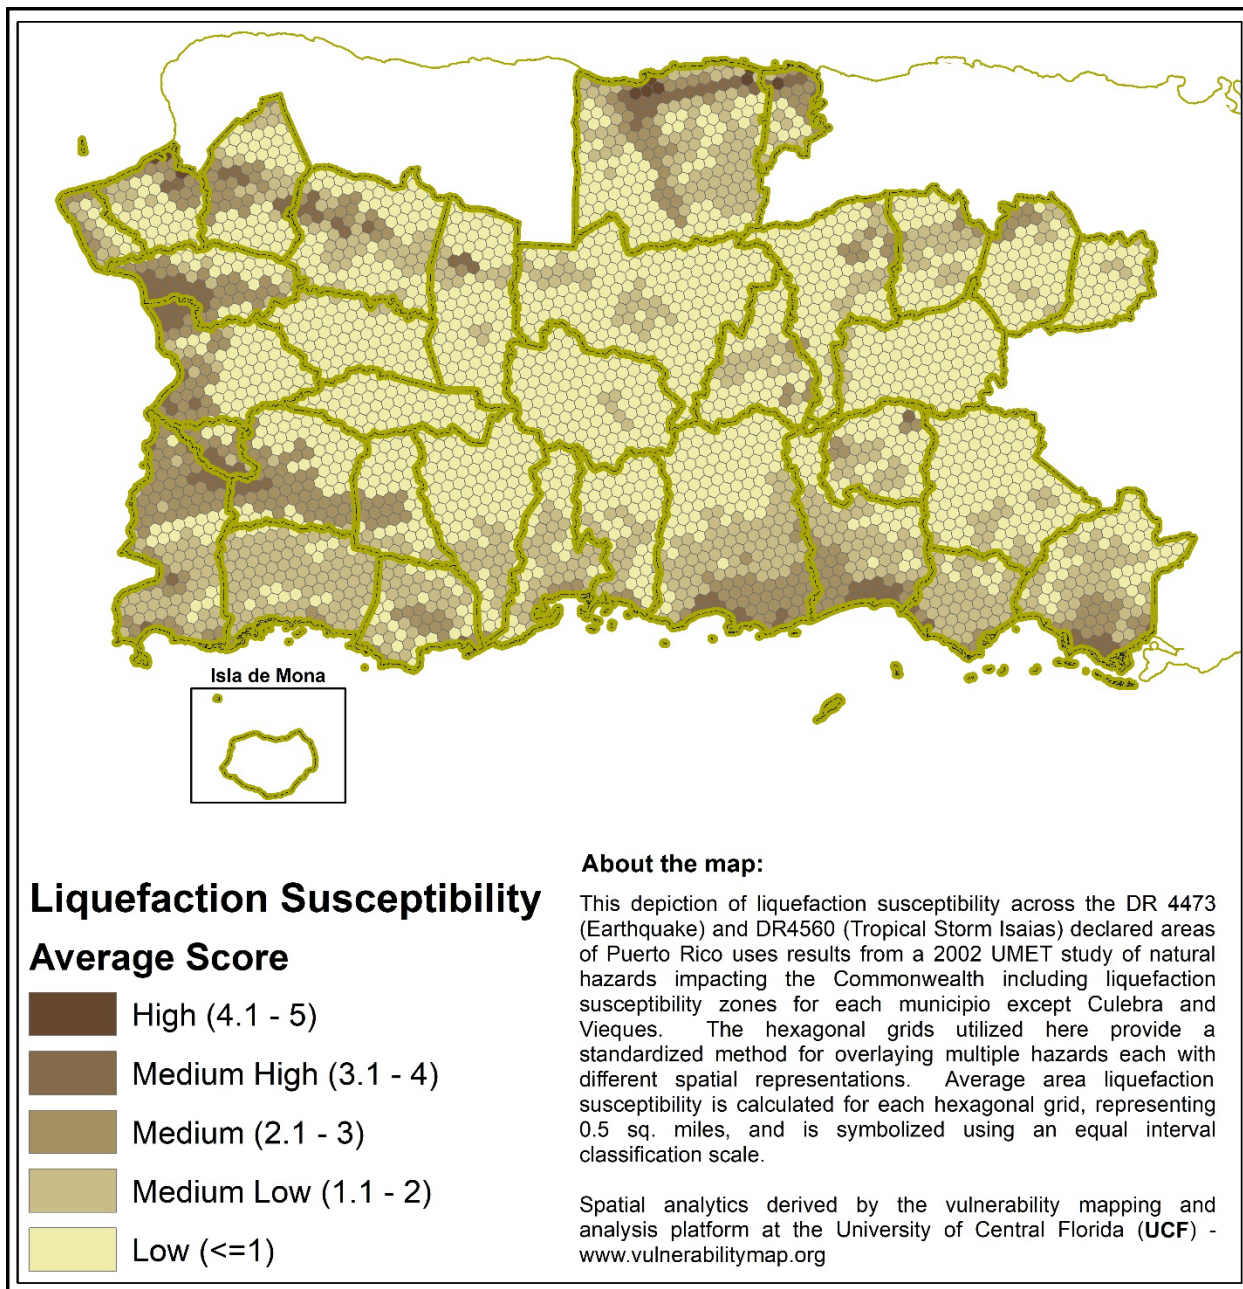 Isla de Mona
Liquefaction Susceptibility
Average Score
High (4.1 - 5)
Medium High (3.1 - 4)
Medium (2.1 - 3)
Medium Low (1.1 - 2)
Low (<=1)
About the map:
This depiction of liquefaction susceptibility across the DR 4473
(Earthquake) and DR4560 (Tropical Storm Isaias) declared areas
of Puerto Rico uses results from a 2002 UMET study of natural
hazards impacting the Commonwealth including liquefaction
susceptibility zones for each municipio except Culebra and
Vieques. The hexagonal grids utilized here provide a
standardized method for overlaying multiple hazards each with
different spatial representations. Average area liquefaction
susceptibility is calculated for each hexagonal grid, representing
0.5 sq. miles, and is symbolized using an equal interval
classification scale.
Spatial analytics derived by the vulnerability mapping and
analysis platform at the University of Central Florida (UCF) -
www.vulnerabilitymap.org